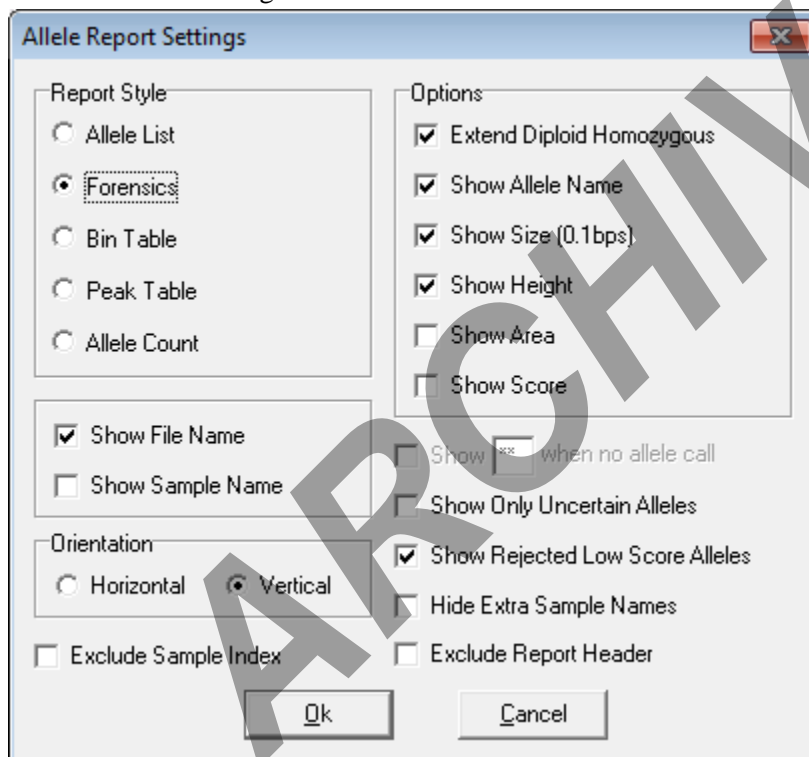 Allele Report Settings
Report Style
Allele List
Forensics
Bin Table
Peak Table
Allele Count
Show File Name
Show Sample Name
Orientation
Horizontal Vertical
Exclude Sample Index
Options
Extend Diploid Homozygous
Show Allele Name
Show Size (0.1bps)
Show Height
Show Area
Show Score
Show ** when no allele call
Show Only Uncertain Alleles
Show Rejected Low Score Alleles
Hide Extra Sample Names
Exclude Report Header
Ok Cancel
ARCHIV